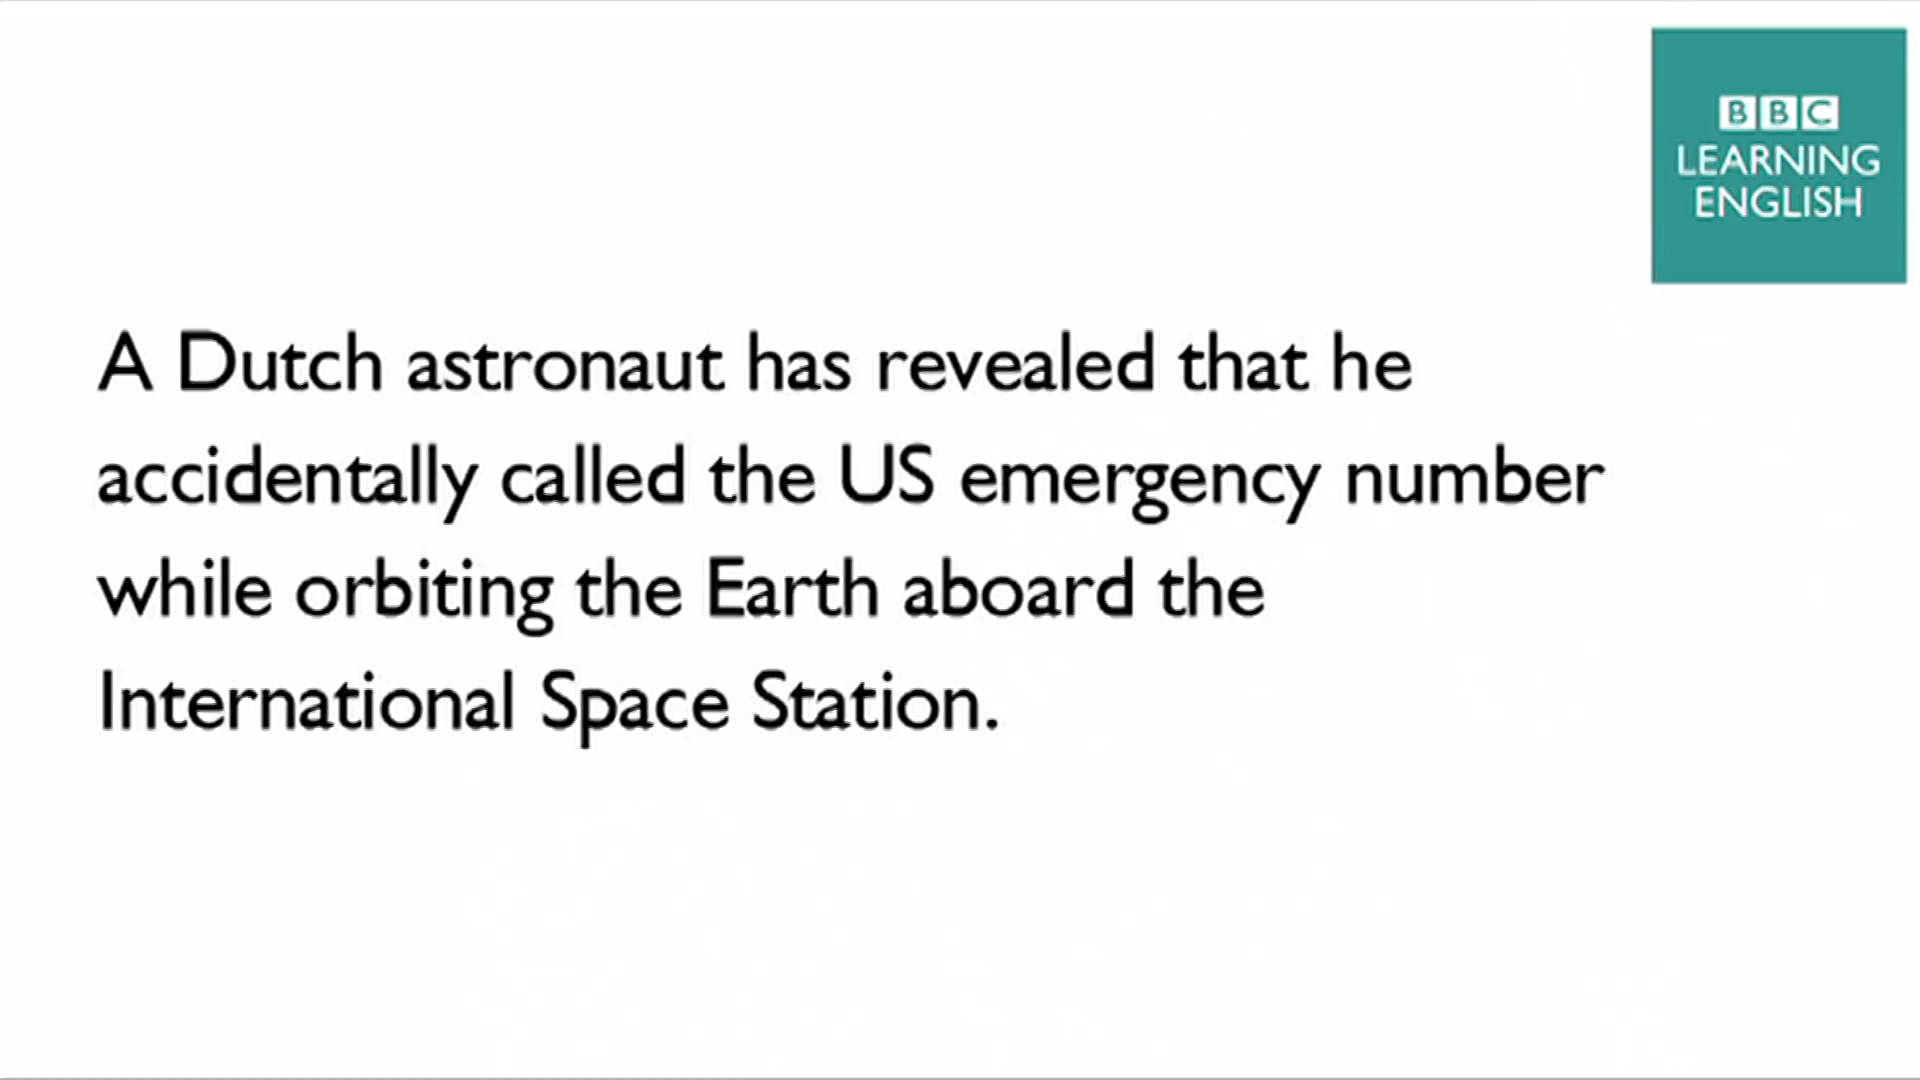 BBC
LEARNING
ENGLISH
A Dutch astronaut has revealed that he
accidentally called the US emergency number
while orbiting the Earth aboard the
International Space Station.